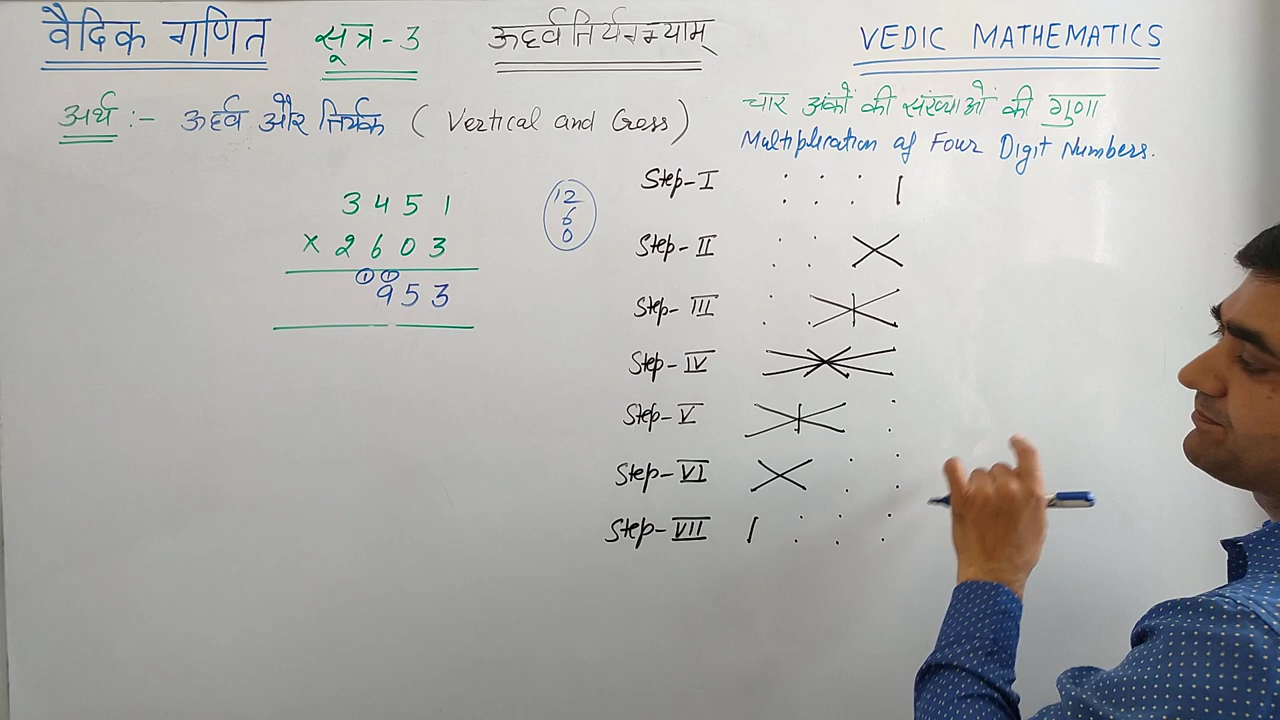 वैदिक गणित सूत्र - 3 ऊर्ध्वतिर्यग्भ्याम् VEDIC MATHEMATICS
अर्थ :- ऊर्ध्व और तिर्यक ( Vertical and Cross )
चार अंकों की संख्याओं की गुणा
Multiplication of Four Digit Numbers.
3 4 5 1
x 2 6 0 3
1 1
9 5 3
12
6
0
Step-I
Step-II
Step-III
Step-IV
Step-V
Step-VI
Step-VII